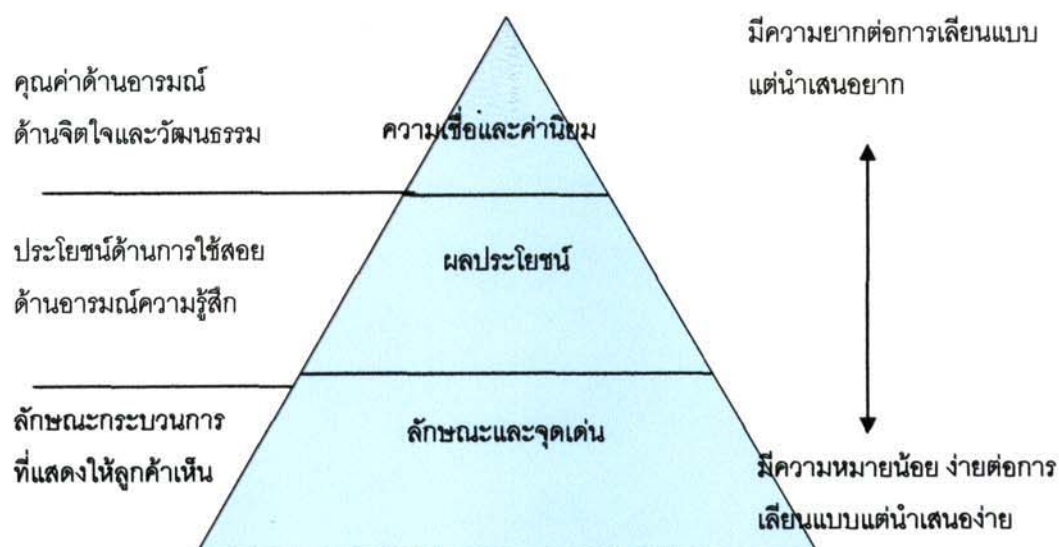 มีความยากต่อการเลียนแบบ
แต่นำเสนอยาก
คุณค่าด้านอารมณ์
ด้านจิตใจและวัฒนธรรม
ความเชื่อและค่านิยม
ประโยชน์ด้านการใช้สอย
ด้านอารมณ์ความรู้สึก
ผลประโยชน์
ลักษณะกระบวนการ
ที่แสดงให้ลูกค้าเห็น
ลักษณะและจุดเด่น
มีความหมายน้อย ง่ายต่อการ
เลียนแบบแต่นำเสนอง่าย